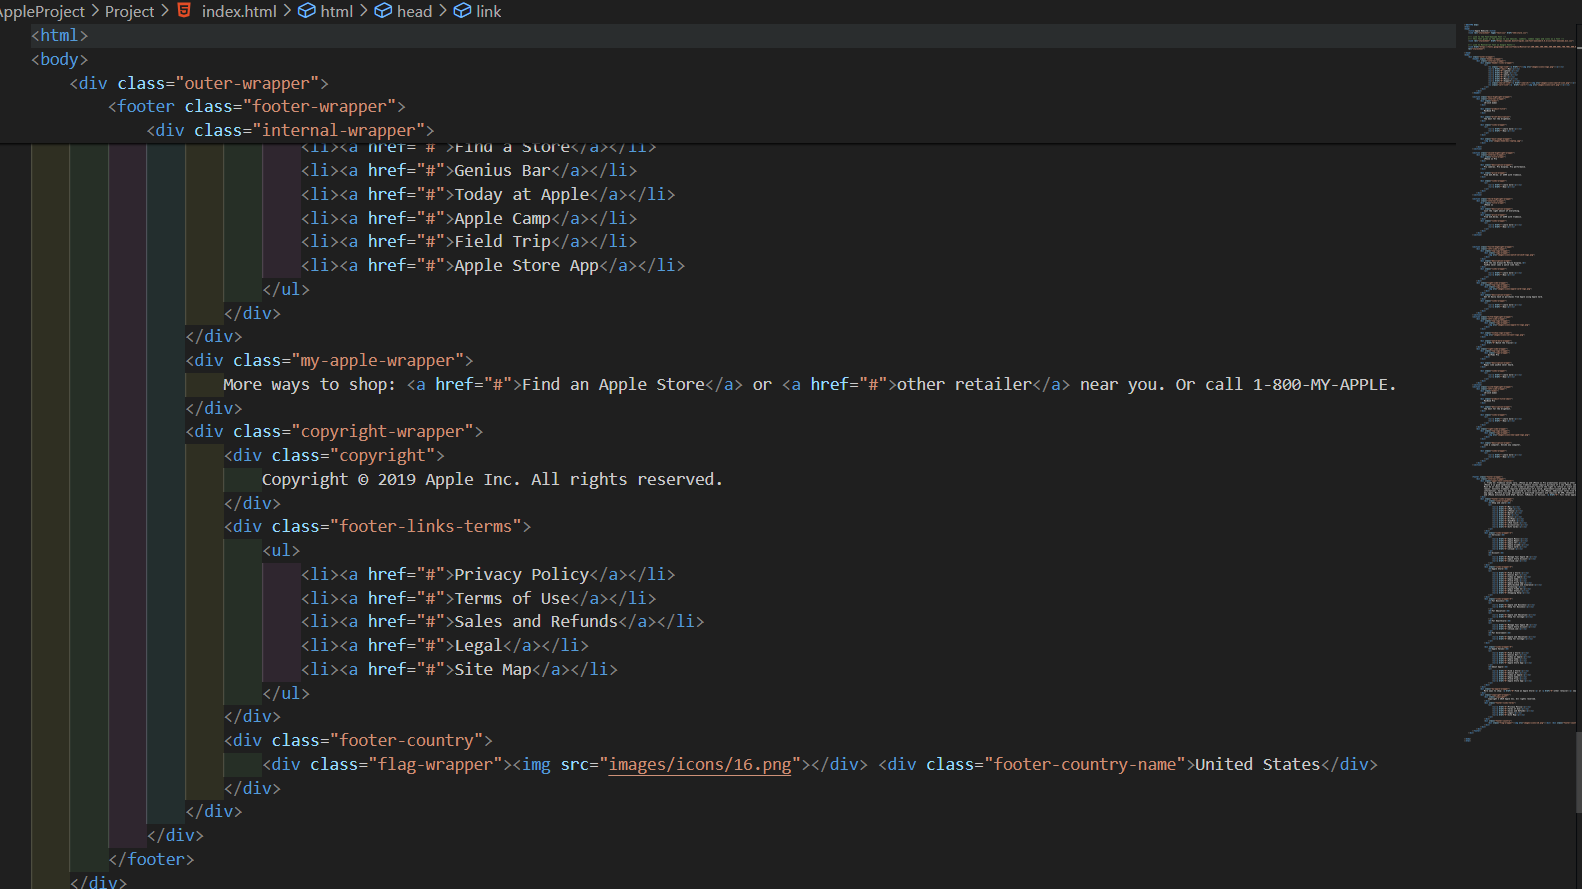 AppleProject > Project > index.html > html > head > link
<html>
<body>
<div class="outer-wrapper">
<footer class="footer-wrapper">
<div class="internal-wrapper">
<li><a href="#">Find a Store</a></li>
<li><a href="#">Genius Bar</a></li>
<li><a href="#">Today at Apple</a></li>
<li><a href="#">Apple Camp</a></li>
<li><a href="#">Field Trip</a></li>
<li><a href="#">Apple Store App</a></li>
</ul>
</div>
</div>
<div class="my-apple-wrapper">
More ways to shop: <a href="#">Find an Apple Store</a> or <a href="#">other retailer</a> near you. Or call 1-800-MY-APPLE.
</div>
<div class="copyright-wrapper">
<div class="copyright">
Copyright © 2019 Apple Inc. All rights reserved.
</div>
<div class="footer-links-terms">
<ul>
<li><a href="#">Privacy Policy</a></li>
<li><a href="#">Terms of Use</a></li>
<li><a href="#">Sales and Refunds</a></li>
<li><a href="#">Legal</a></li>
<li><a href="#">Site Map</a></li>
</ul>
</div>
<div class="footer-country">
<div class="flag-wrapper"><img src="images/icons/16.png"></div> <div class="footer-country-name">United States</div>
</div>
</div>
</div>
</footer>
</div>